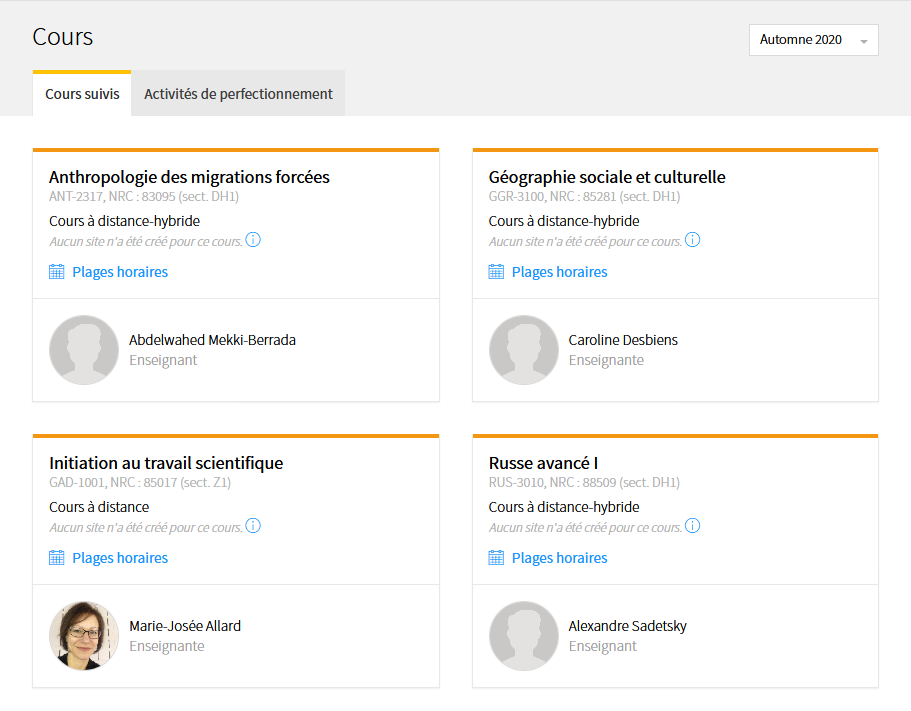 Cours
Automne 2020
Cours suivis
Activités de perfectionnement
Anthropologie des migrations forcées
ANT-2317, NRC : 83095 (sect. DH1)
Cours à distance-hybride
Aucun site n'a été créé pour ce cours.
Plages horaires
Abdelwahed Mekki-Berrada
Enseignant
Géographie sociale et culturelle
GGR-3100, NRC : 85281 (sect. DH1)
Cours à distance-hybride
Aucun site n'a été créé pour ce cours.
Plages horaires
Caroline Desbiens
Enseignante
Initiation au travail scientifique
GAD-1001, NRC : 85017 (sect. Z1)
Cours à distance
Aucun site n'a été créé pour ce cours.
Plages horaires
Marie-Josée Allard
Enseignante
Russe avancé I
RUS-3010, NRC : 88509 (sect. DH1)
Cours à distance-hybride
Aucun site n'a été créé pour ce cours.
Plages horaires
Alexandre Sadetsky
Enseignant